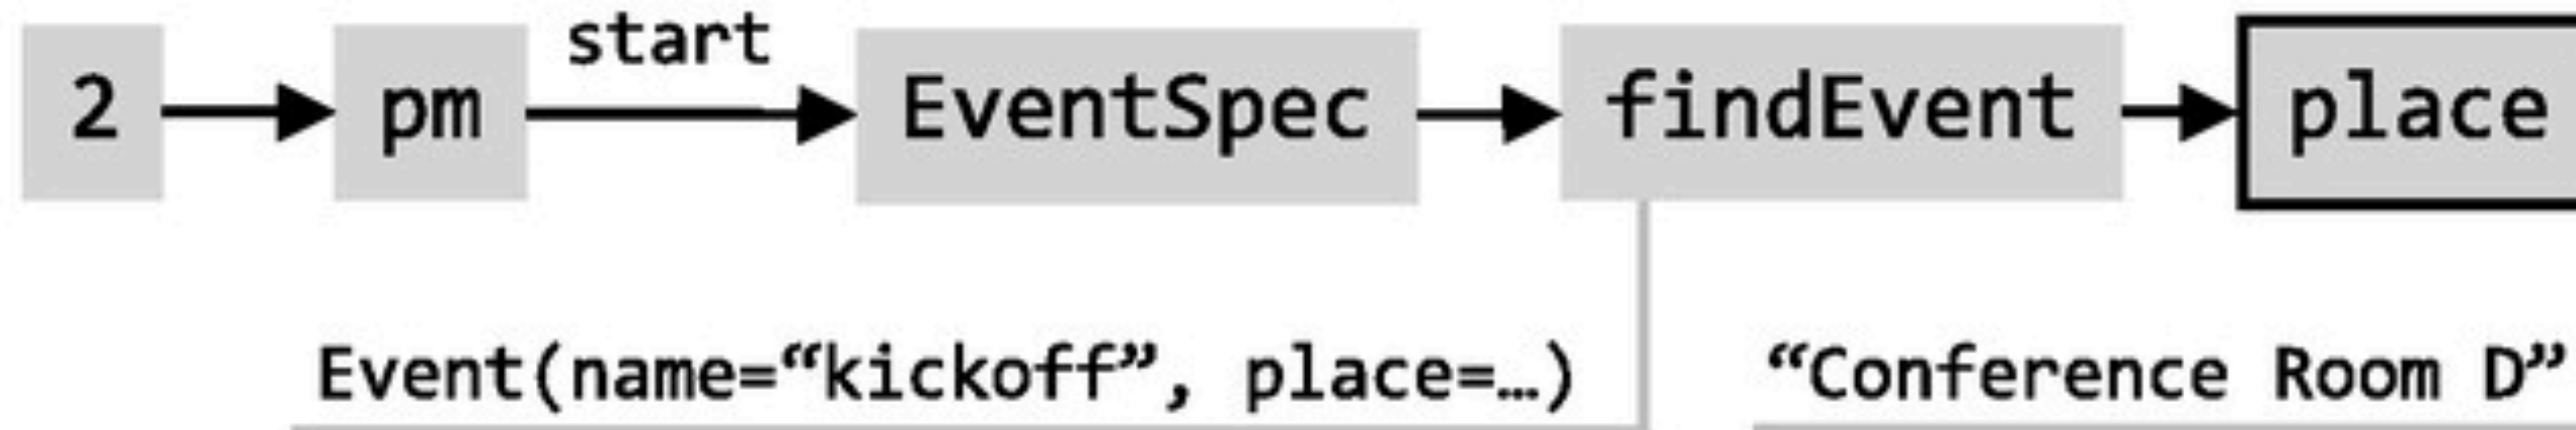 start
2 pm EventSpec findEvent place
Event(name=“kickoff”, place=…) “Conference Room D”